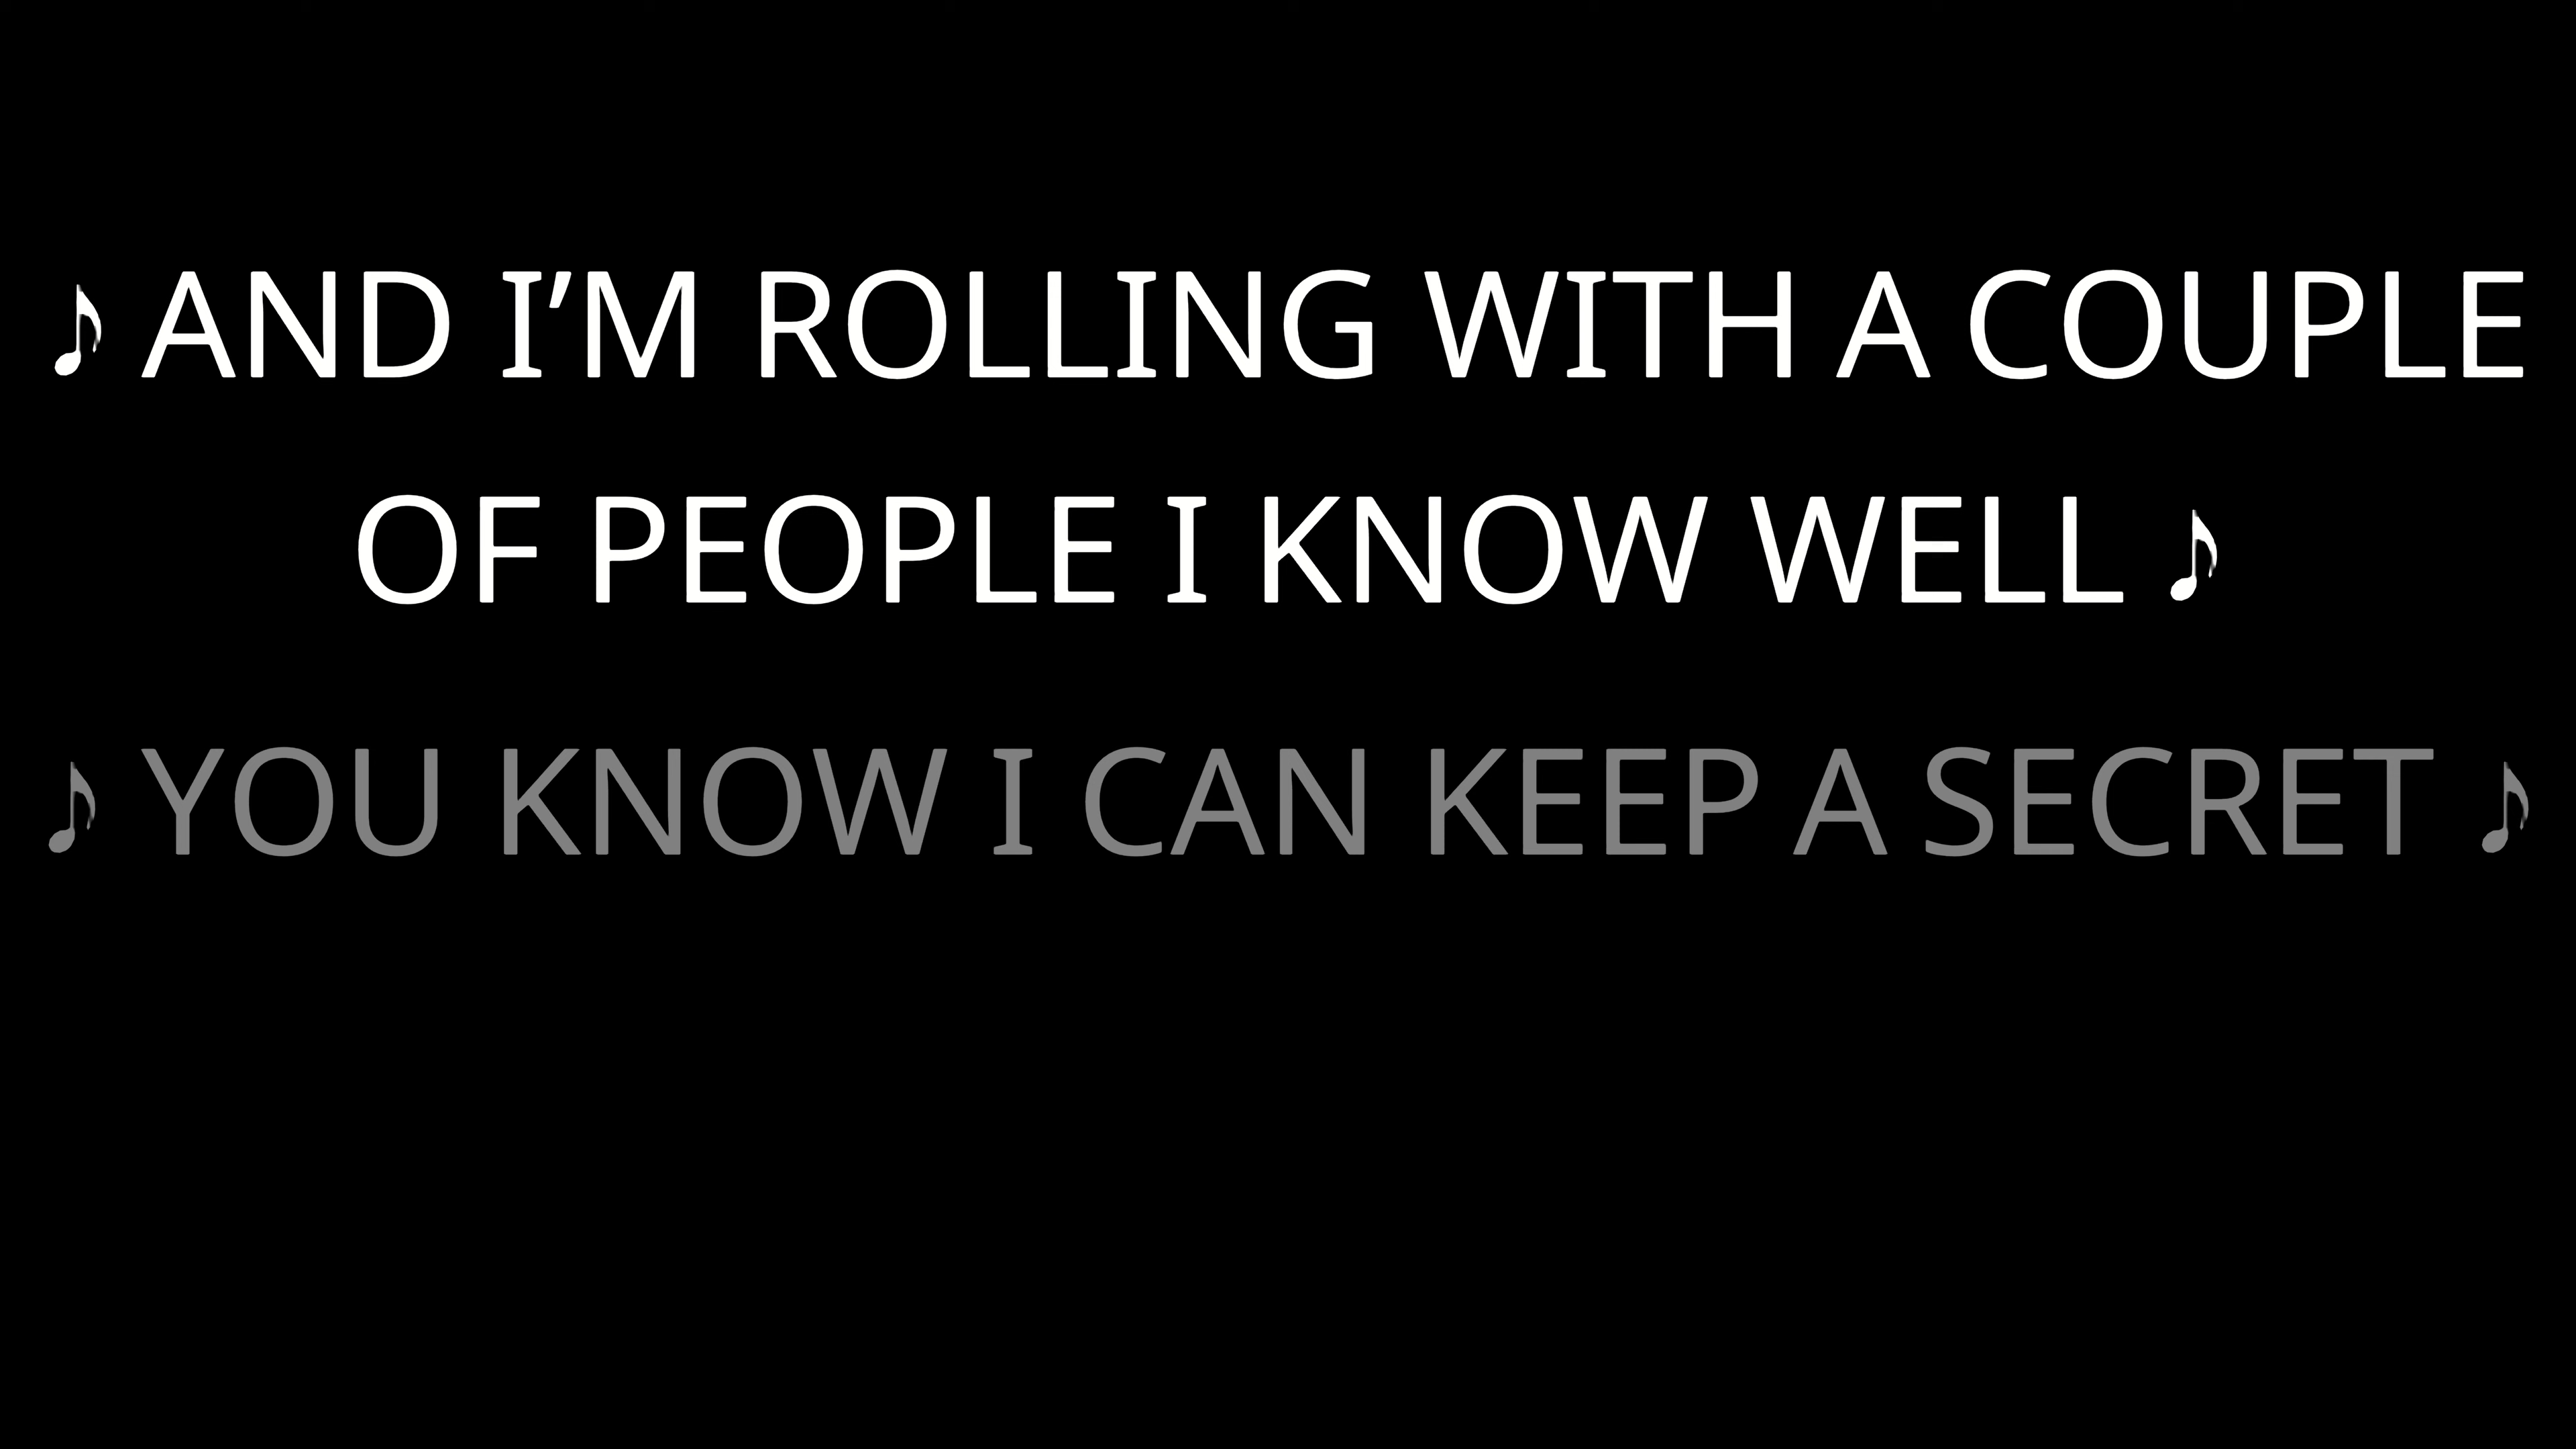 ♪ AND I’M ROLLING WITH A COUPLE
OF PEOPLE I KNOW WELL ♪
♪ YOU KNOW I CAN KEEP A SECRET ♪